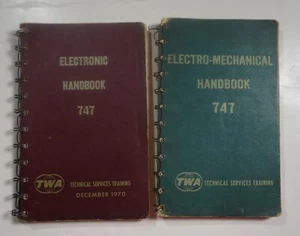 ELECTRONIC
HANDBOOK
747
TWA TECHNICAL SERVICES TRAINING
DECEMBER 1970
ELECTRO-MECHANICAL
HANDBOOK
747
TWA TECHNICAL SERVICES TRAINING